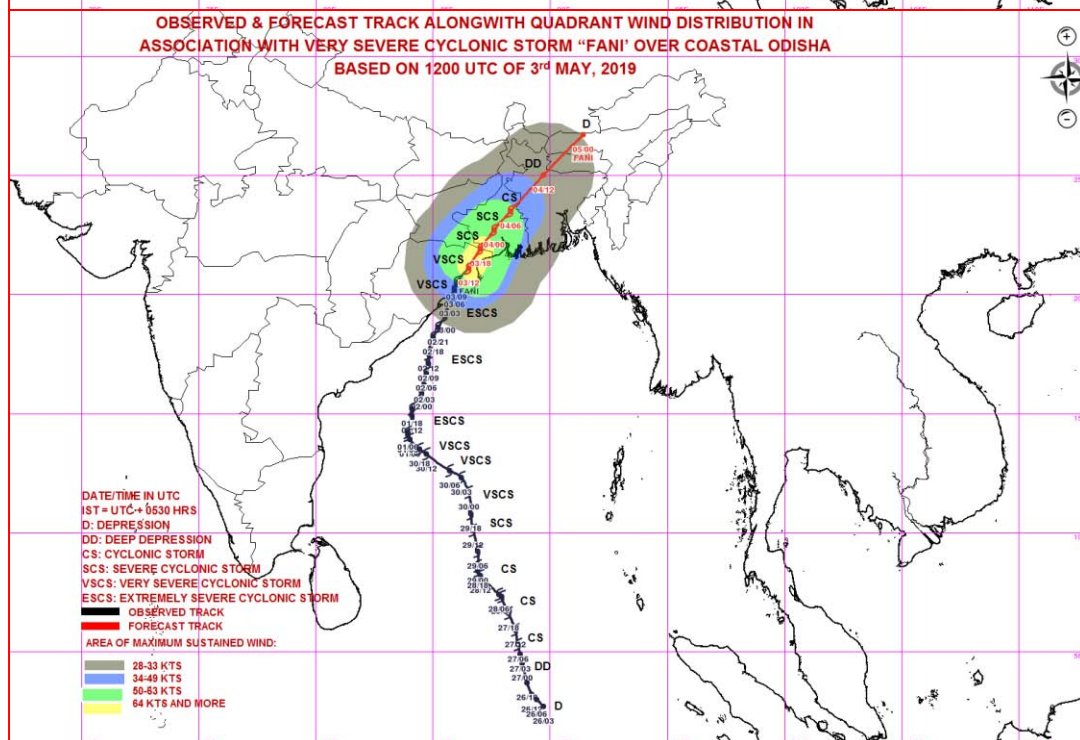 OBSERVED & FORECAST TRACK ALONGWITH QUADRANT WIND DISTRIBUTION IN
ASSOCIATION WITH VERY SEVERE CYCLONIC STORM “FANI’ OVER COASTAL ODISHA
BASED ON 1200 UTC OF 3rd MAY, 2019
D
05/00
FANI
DD
04/12
CS
SCS
04/06
SCS
04/00
VSCS
03/18
VSCS
03/12
FANI
03/09
03/06
03/03
ESCS
02/21
02/18
ESCS
02/12
02/09
02/06
02/03
02/00
01/18
ESCS
01/06
VSCS
30/18
30/12
VSCS
30/06
30/03
VSCS
30/00
29/18
SCS
29/12
29/06
CS
29/00
28/18
28/12
CS
28/06
27/18
CS
27/12
27/06
DD
27/03
27/00
26/18
D
26/06
26/03
DATE/TIME IN UTC
IST = UTC + 0530 HRS
D: DEPRESSION
DD: DEEP DEPRESSION
CS: CYCLONIC STORM
SCS: SEVERE CYCLONIC STORM
VSCS: VERY SEVERE CYCLONIC STORM
ESCS: EXTREMELY SEVERE CYCLONIC STORM
OBSERVED TRACK
FORECAST TRACK
AREA OF MAXIMUM SUSTAINED WIND:
28-33 KTS
34-49 KTS
50-63 KTS
64 KTS AND MORE